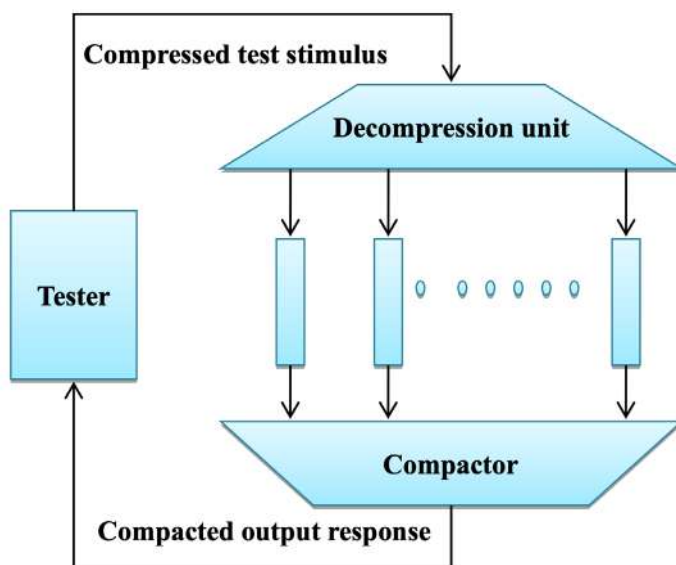 Compressed test stimulus
Decompression unit
Tester
Compactor
Compacted output response